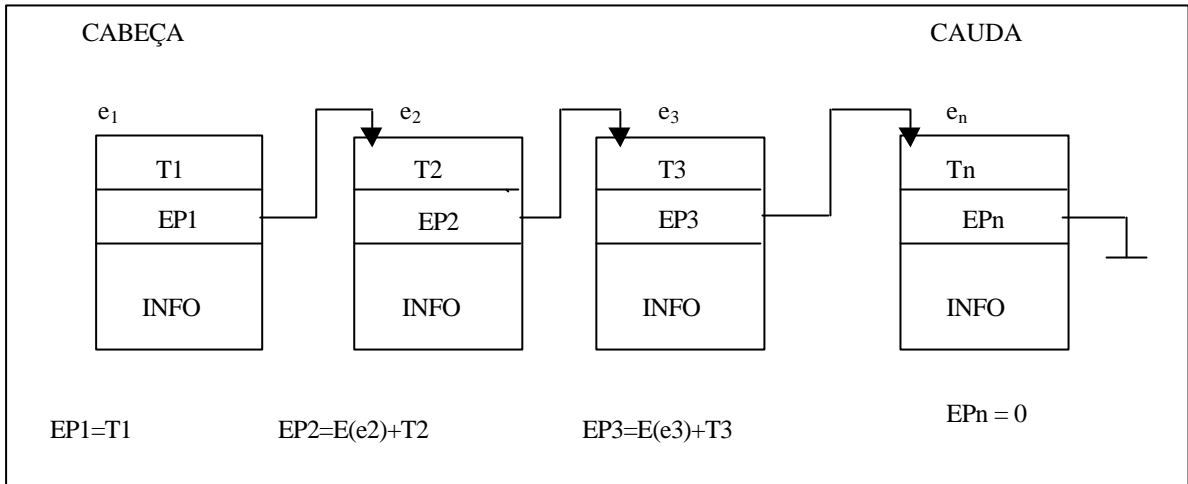 CABEÇA CAUDA
e₁ e₂ e₃ eₙ
T1 T2 T3 Tn
EP1 EP2 EP3 EPn
INFO INFO INFO INFO
EP1=T1 EP2=E(e2)+T2 EP3=E(e3)+T3 EPn = 0